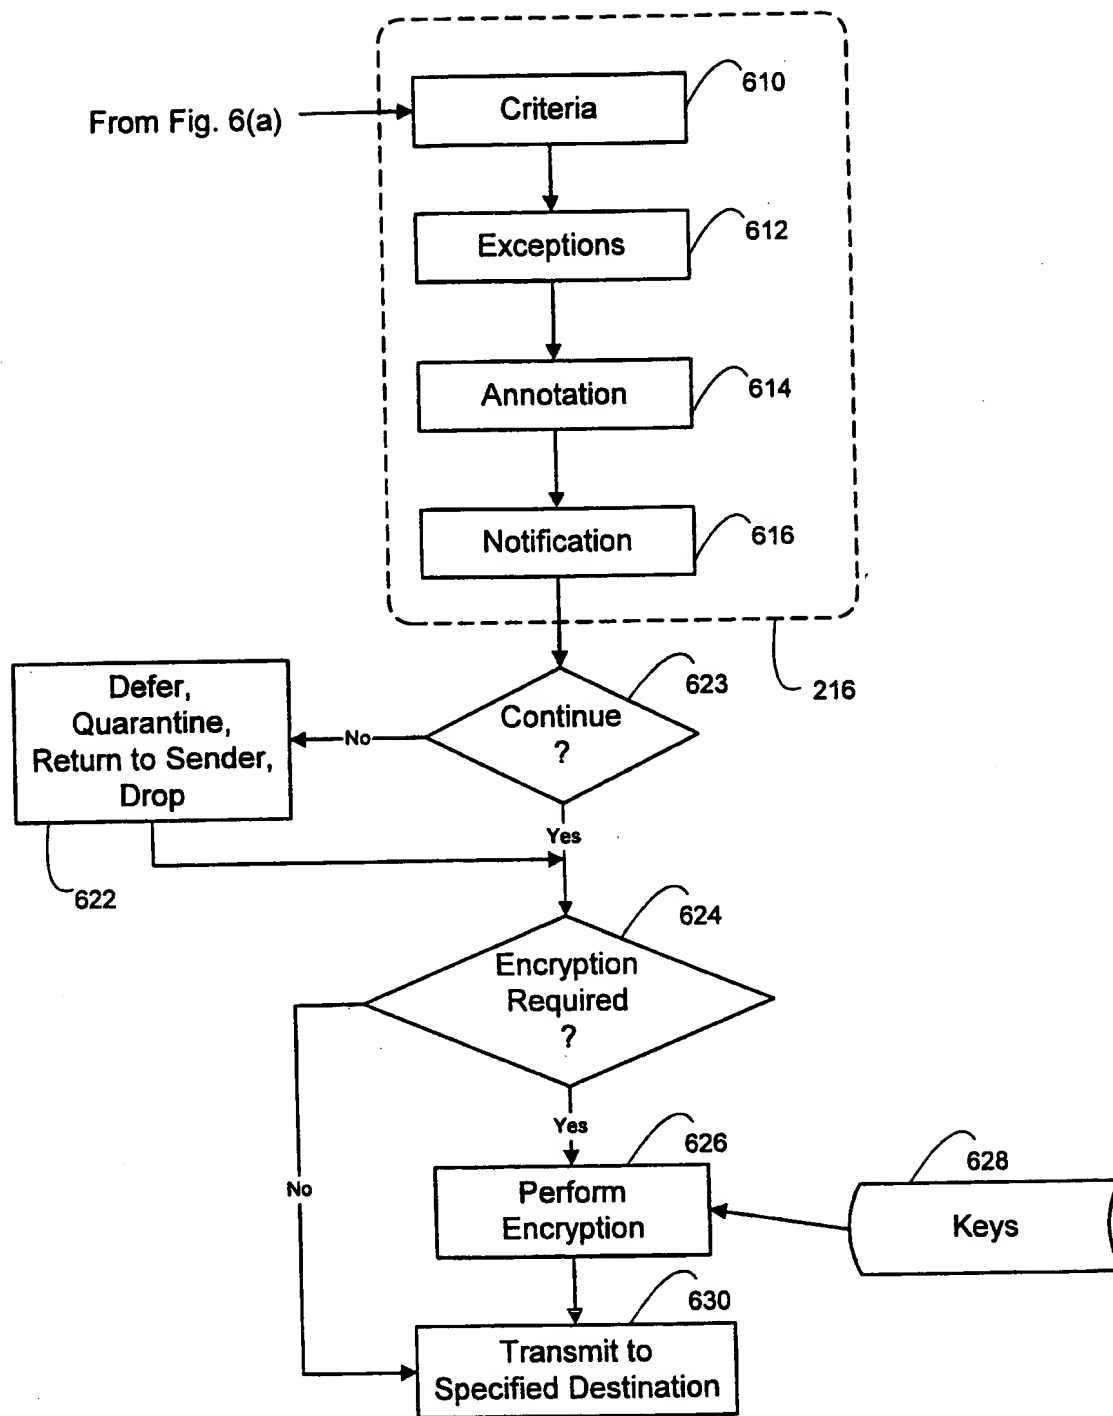 610
Criteria
From Fig. 6(a)
612
Exceptions
614
Annotation
616
Notification
216
623
Continue
?
No
Defer,
Quarantine,
Return to Sender,
Drop
622
Yes
624
Encryption
Required
?
Yes
No
626
Perform
Encryption
628
Keys
630
Transmit to
Specified Destination